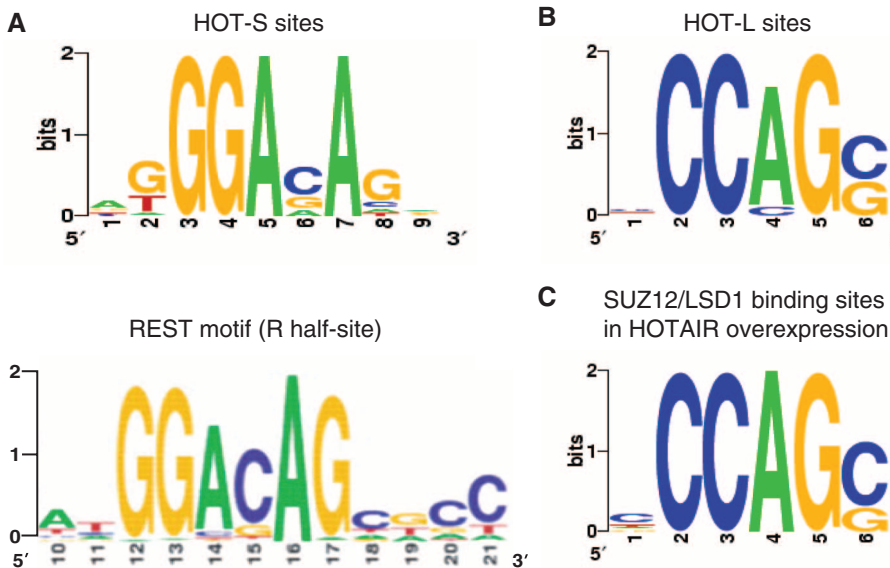 A
HOT-S sites
2
1
0
bits
A
G
T
G
G
A
C
G
A
A
G
C
1 2 3 4 5 6 7 8 9
5′
3′
REST motif (R half-site)
2
1
0
A
T
G
G
A
C
G
A
G
C
G
C
C
T
10 11 12 13 14 15 16 17 18 19 20 21
5′
3′
B
HOT-L sites
2
1
0
bits
C
C
A
C
G
C
G
1 2 3 4 5 6
5′
C
SUZ12/LSD1 binding sites
in HOTAIR overexpression
2
1
0
bits
C
C
C
A
G
C
G
1 2 3 4 5 6
5′